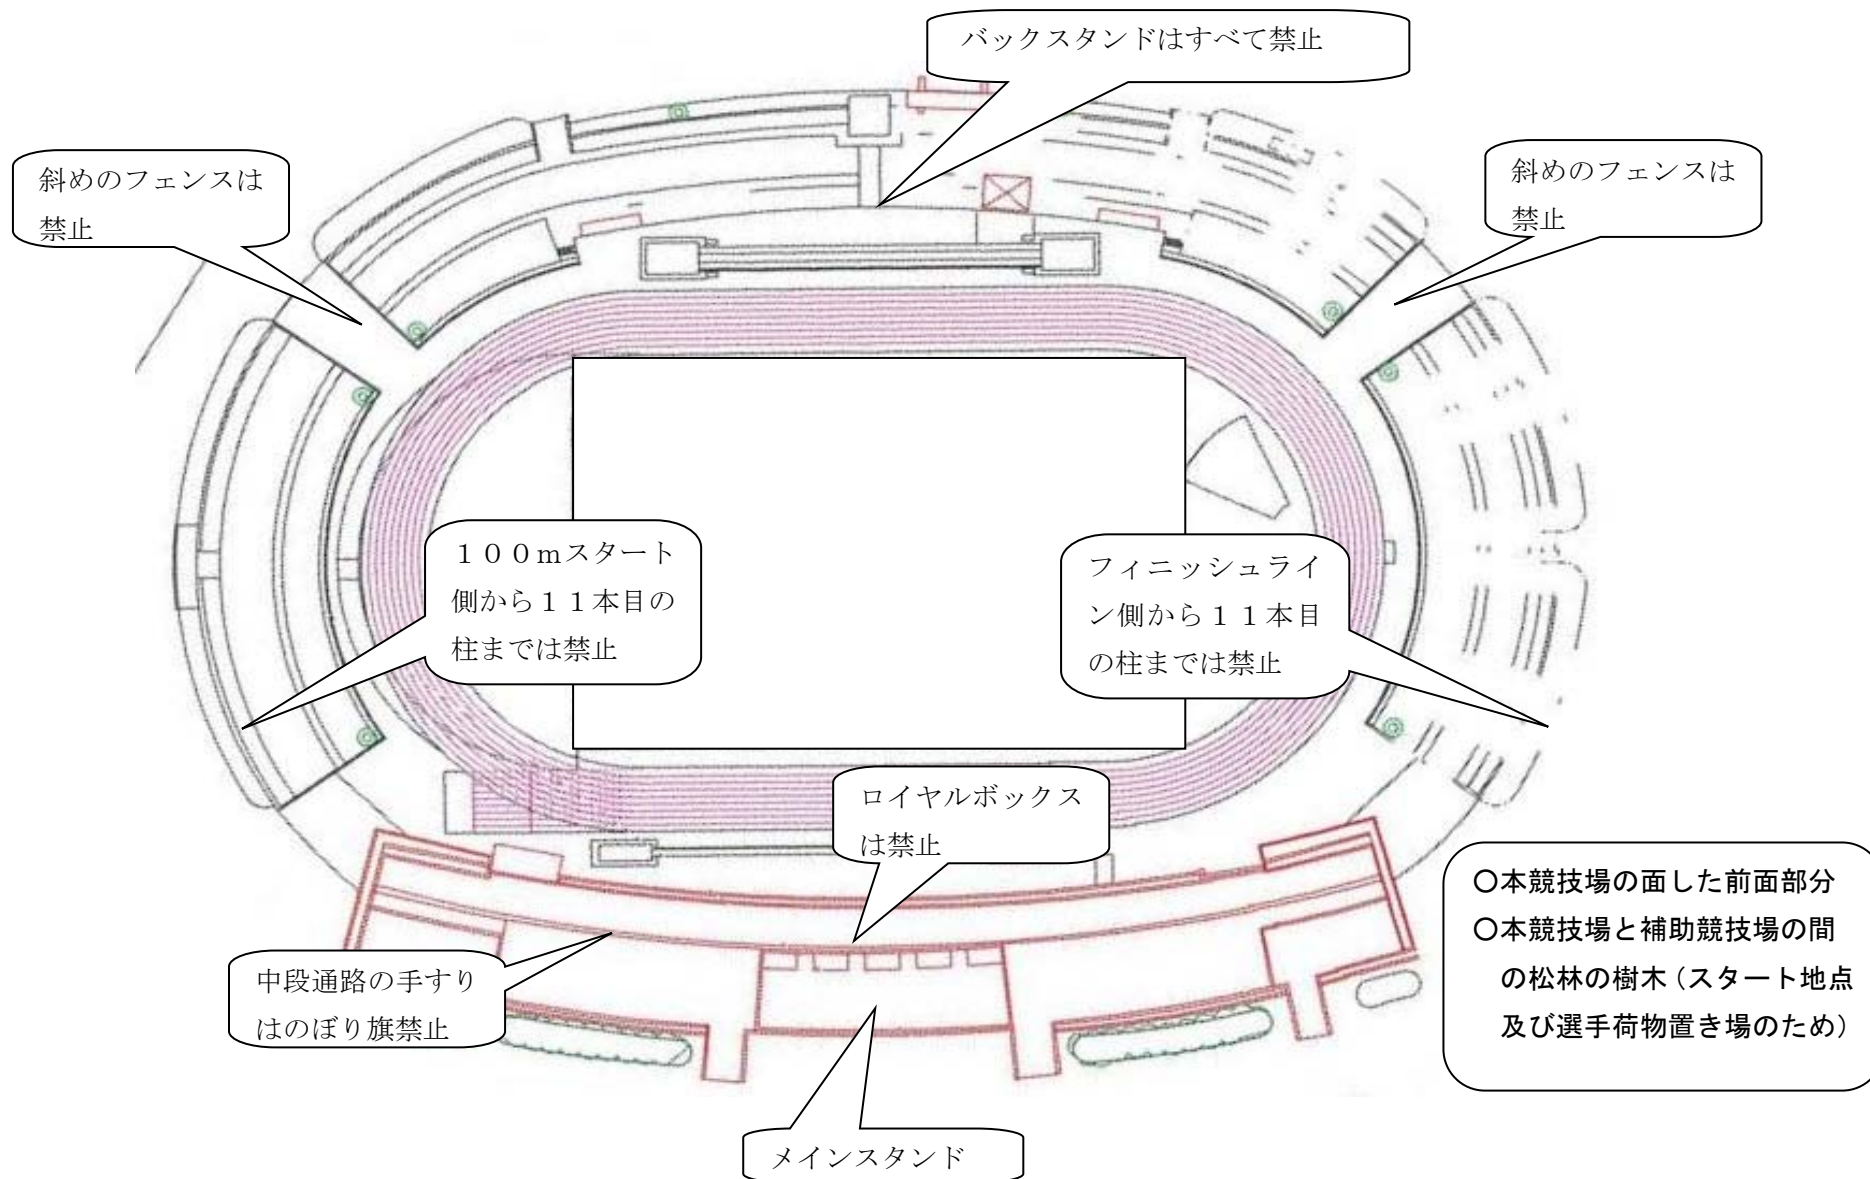 バックスタンドはすべて禁止
斜めのフェンスは
禁止
斜めのフェンスは
禁止
１００ｍスタート
側から１１本目の
柱までは禁止
フィニッシュライ
ン側から１１本目
の柱までは禁止
ロイヤルボックス
は禁止
〇本競技場の面した前面部分
〇本競技場と補助競技場の間
の松林の樹木（スタート地点
及び選手荷物置き場のため）
中段通路の手すり
はのぼり旗禁止
メインスタンド